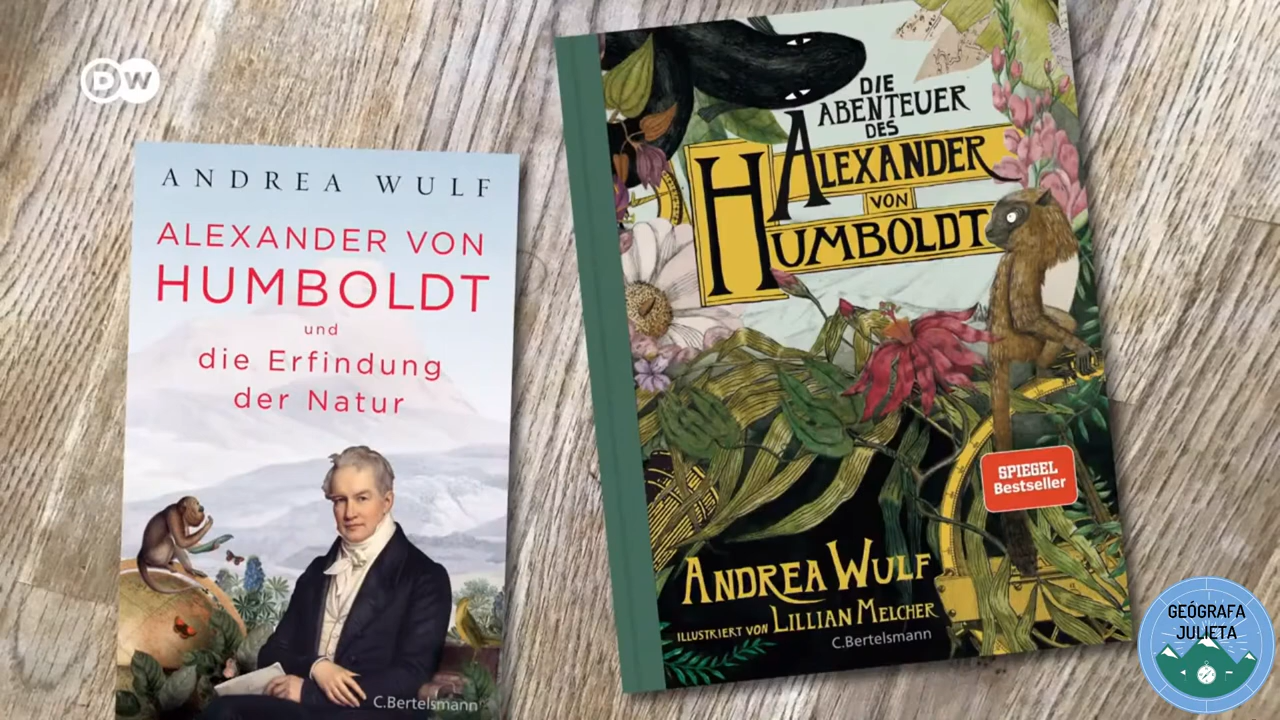 DW
ANDREA WULF
ALEXANDER VON
HUMBOLDT
und
die Erfindung
der Natur
C.Bertelsmann
DIE
ABENTEUER
DES
ALEXANDER
VON
HUMBOLDT
SPIEGEL
Bestseller
ANDREA WULF
ILLUSTRIERT VON LILLIAN MELCHER
C.Bertelsmann
GEÓGRAFA
JULIETA